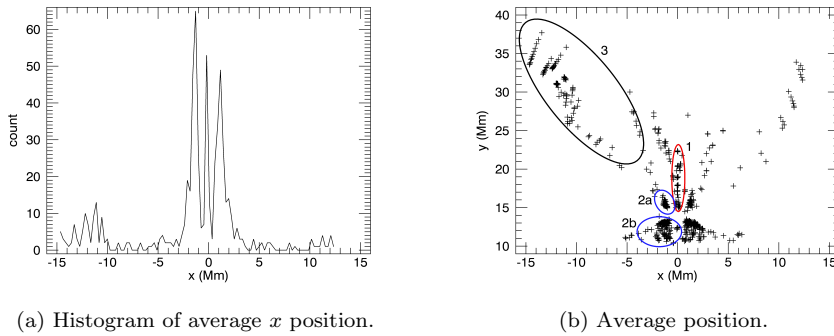 60
50
40
30
20
10
0
count
-15 -10 -5 0 5 10 15
x (Mm)
40
35
30
25
20
15
10
y (Mm)
3
1
2a
2b
-15 -10 -5 0 5 10 15
x (Mm)
(a) Histogram of average x position.
(b) Average position.